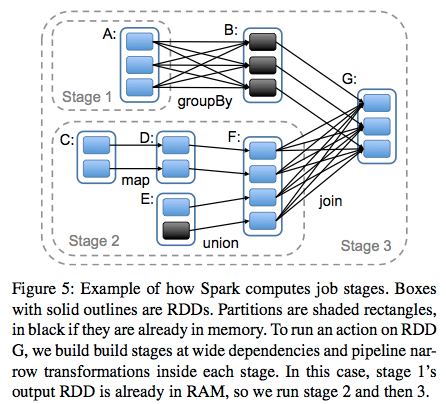 A:
B:
G:
Stage 1
groupBy
C:
D:
F:
map
E:
join
Stage 2
union
Stage 3
Figure 5: Example of how Spark computes job stages. Boxes
with solid outlines are RDDs. Partitions are shaded rectangles,
in black if they are already in memory. To run an action on RDD
G, we build build stages at wide dependencies and pipeline nar-
row transformations inside each stage. In this case, stage 1's
output RDD is already in RAM, so we run stage 2 and then 3.